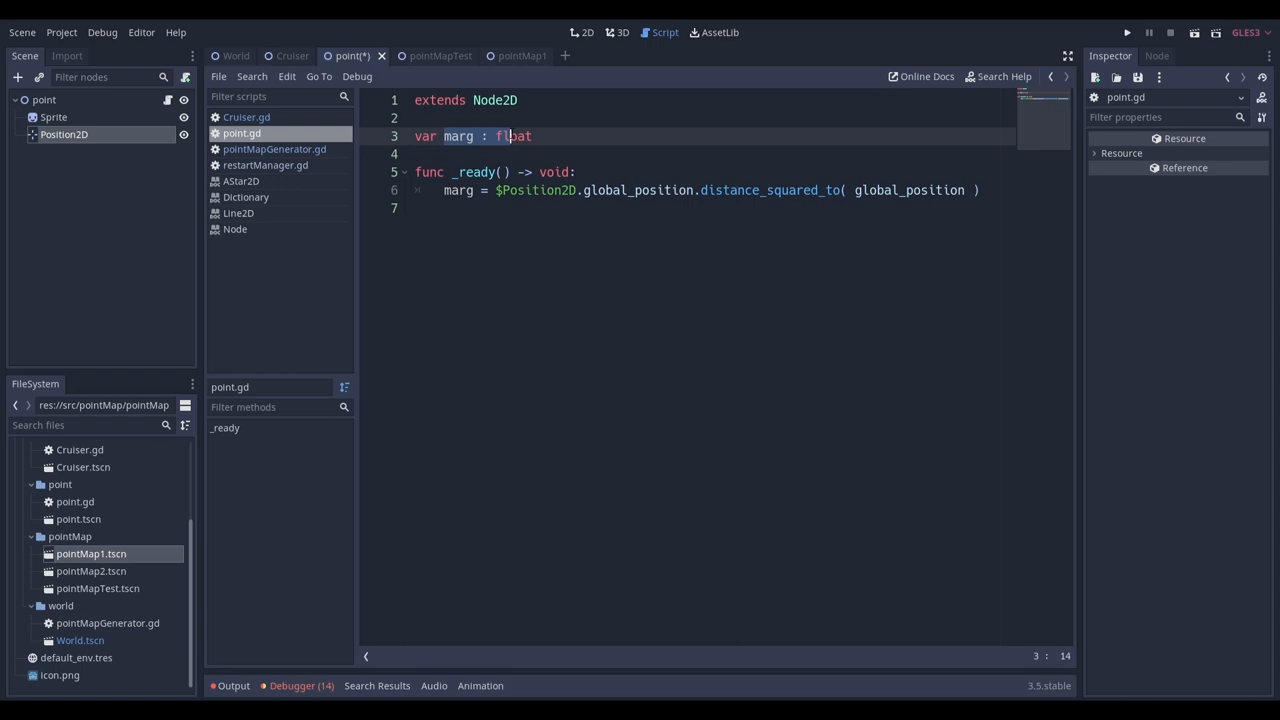 Scene Project Debug Editor Help
2D 3D Script AssetLib
GLES3
Scene Import
World Cruiser point(*) pointMapTest pointMap1
Inspector Node
Filter nodes
File Search Edit Go To Debug
Online Docs Search Help
point
Sprite
Position2D
Filter scripts
Cruiser.gd
point.gd
pointMapGenerator.gd
restartManager.gd
AStar2D
Dictionary
Line2D
Node
point.gd
Filter methods
_ready
1 extends Node2D
2
3 var marg : float
4
5 func _ready() -> void:
6 marg = $Position2D.global_position.distance_squared_to( global_position )
7
point.gd
Filter properties
Resource
Resource
Reference
FileSystem
res://src/pointMap/pointMap
Search files
Cruiser.gd
Cruiser.tscn
point
point.gd
point.tscn
pointMap
pointMap1.tscn
pointMap2.tscn
pointMapTest.tscn
world
pointMapGenerator.gd
World.tscn
default_env.tres
icon.png
3 : 14
Output Debugger (14) Search Results Audio Animation
3.5.stable